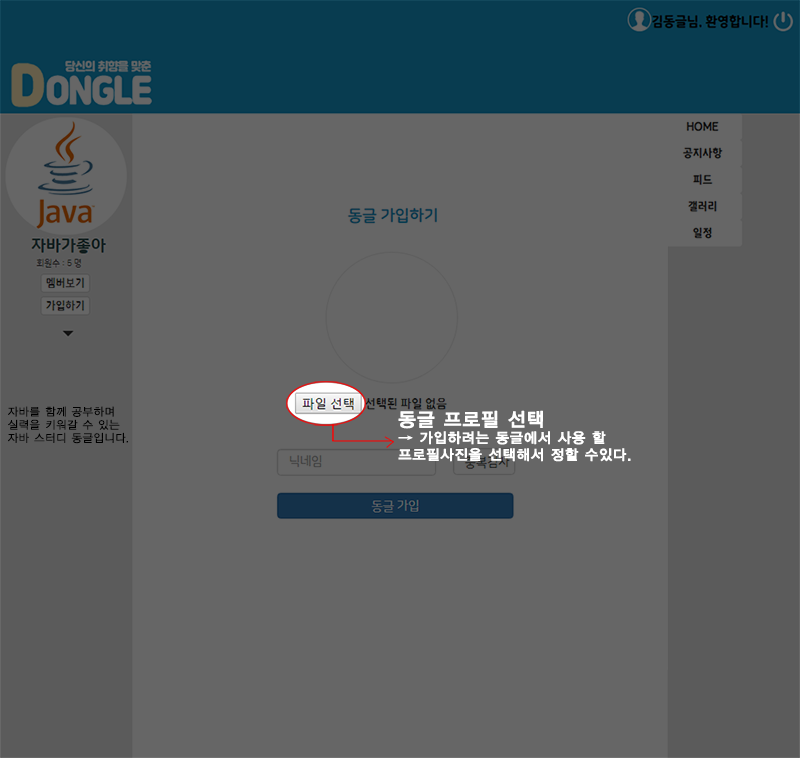 김동글님, 환영합니다!
당신의 취향을 맞춘
DONGLE
Java
자바가좋아
회원수 : 5 명
멤버보기
가입하기
자바를 함께 공부하며
실력을 키워갈 수 있는
자바 스터디 동글입니다.
동글 가입하기
파일 선택 선택된 파일 없음
동글 프로필 선택
→ 가입하려는 동글에서 사용 할
프로필사진을 선택해서 정할 수있다.
닉네임
중복검사
동글 가입
HOME
공지사항
피드
갤러리
일정